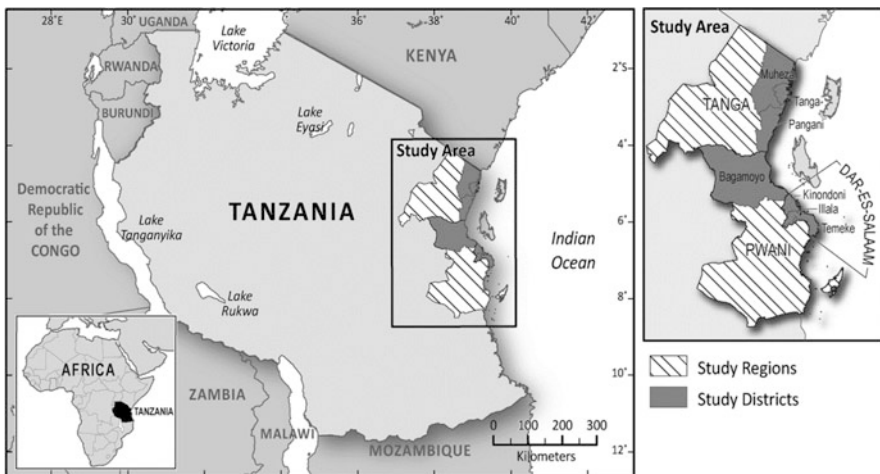 28°E
30°
32°
34°
36°
38°
40°
42°
UGANDA
Lake
Victoria
KENYA
RWANDA
BURUNDI
Lake
Eyasi
2°S
4°
6°
8°
10°
12°
Study Area
Democratic
Republic
of the
CONGO
TANZANIA
Lake
Tanganyika
Indian
Ocean
Lake
Rukwa
AFRICA
TANZANIA
ZAMBIA
MALAWI
MOZAMBIQUE
0 100 200 300
Kilometers
Study Area
Muheza
TANGA
Tanga-
Pangani
Bagamoyo
DAR-ES-SALAAM
Kinondoni
Illala
Temeke
PWANI
Study Regions
Study Districts